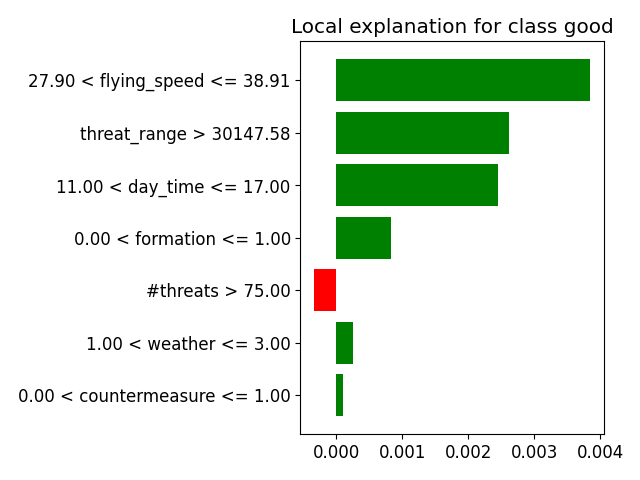 Local explanation for class good
27.90 < flying_speed <= 38.91
threat_range > 30147.58
11.00 < day_time <= 17.00
0.00 < formation <= 1.00
#threats > 75.00
1.00 < weather <= 3.00
0.00 < countermeasure <= 1.00
0.000 0.001 0.002 0.003 0.004